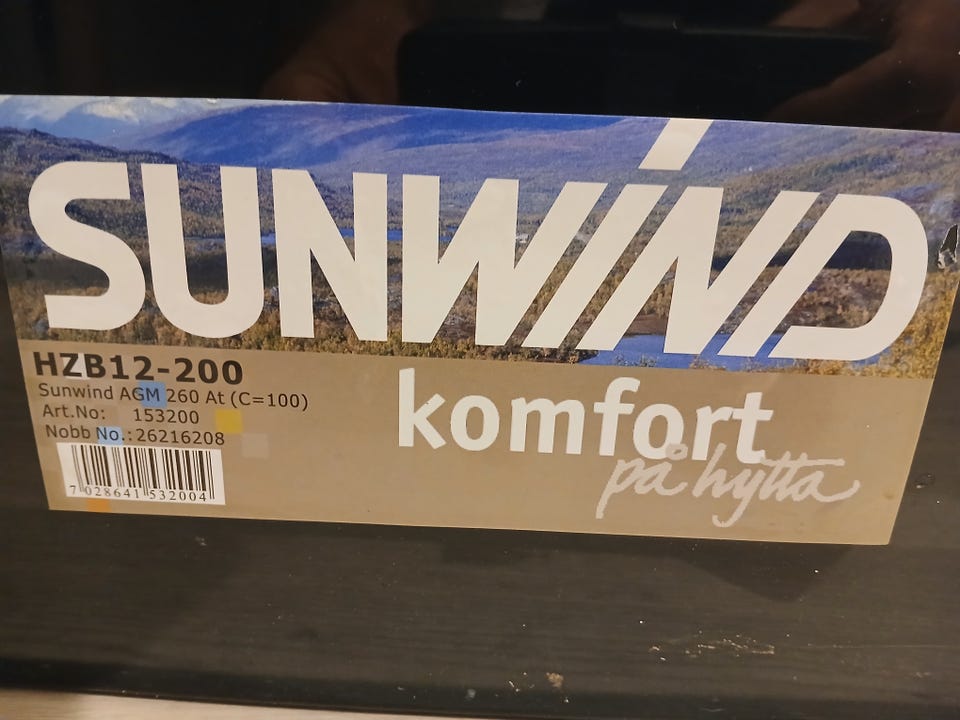 SUNWIND
HZB12-200
Sunwind AGM 260 At (C=100)
Art.No: 153200
Nobb No.: 26216208
7 028641 532004
komfort
på hytta